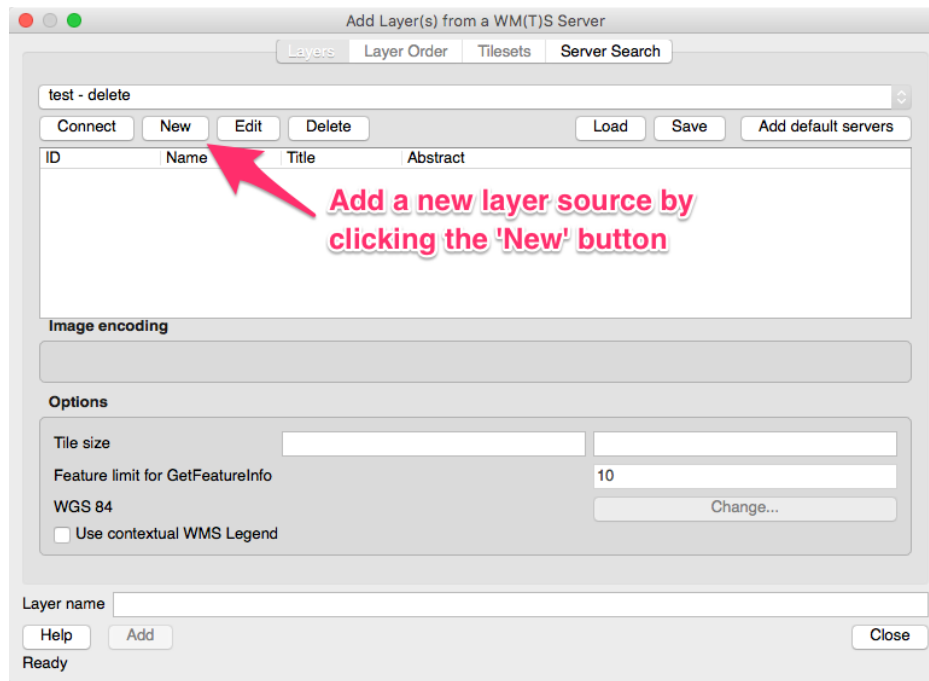 Add Layer(s) from a WM(T)S Server
Layers Layer Order Tilesets Server Search
test - delete
Connect New Edit Delete Load Save Add default servers
ID Name Title Abstract
Add a new layer source by
clicking the 'New' button
Image encoding
Options
Tile size
Feature limit for GetFeatureInfo 10
WGS 84 Change...
Use contextual WMS Legend
Layer name
Help Add Close
Ready